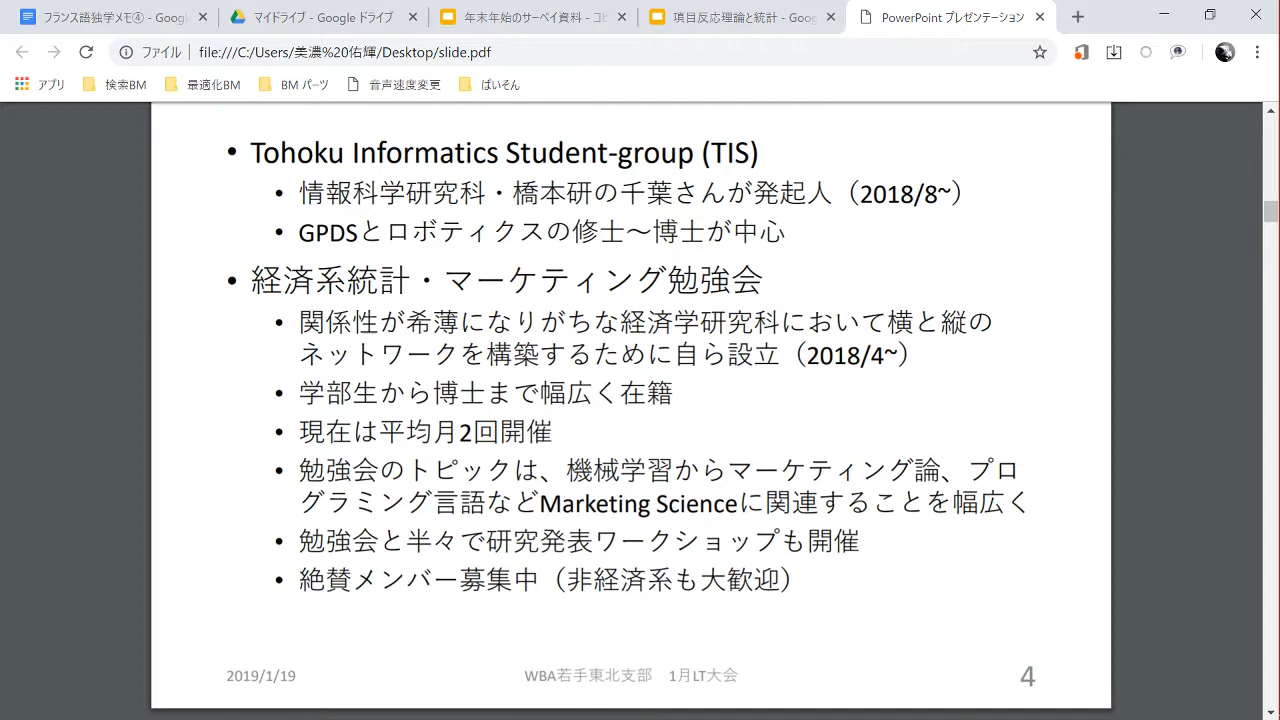 フランス語独学メモ④ - Goog
マイドライブ - Google ドライブ
年末年始のサーベイ資料 - コピ
項目反応理論と統計 - Goog
PowerPoint プレゼンテーション
ファイル
file:///C:/Users/美濃%20佑輝/Desktop/slide.pdf
アプリ
検索BM
最適化BM
BM パーツ
音声速度変更
ぱいそん
• Tohoku Informatics Student-group (TIS)
• 情報科学研究科・橋本研の千葉さんが発起人（2018/8~）
• GPDSとロボティクスの修士～博士が中心
• 経済系統計・マーケティング勉強会
• 関係性が希薄になりがちな経済学研究科において横と縦の
ネットワークを構築するために自ら設立（2018/4~）
• 学部生から博士まで幅広く在籍
• 現在は平均月2回開催
• 勉強会のトピックは、機械学習からマーケティング論、プロ
グラミング言語などMarketing Scienceに関連することを幅広く
• 勉強会と半々で研究発表ワークショップも開催
• 絶賛メンバー募集中（非経済系も大歓迎）
2019/1/19
WBA若手東北支部　1月LT大会
4